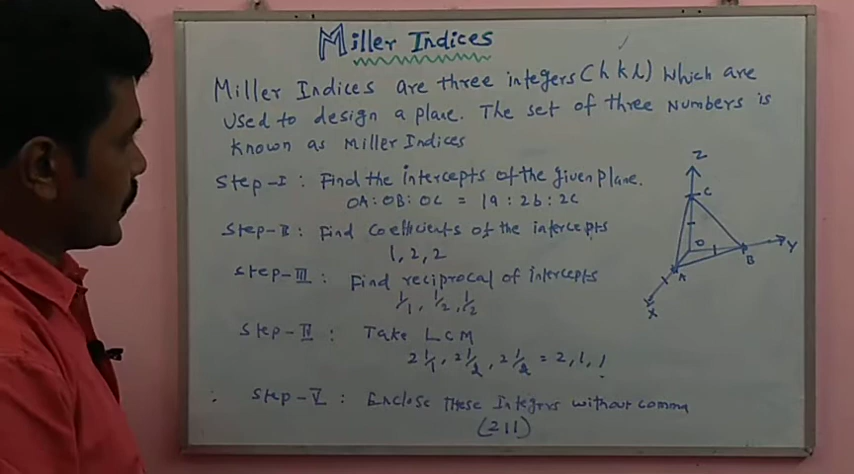 Miller Indices
Miller Indices are three integers (h k l) which are
used to design a plane. The set of three Numbers is
known as Miller Indices
Step-I : Find the intercepts of the given plane.
OA:OB:OC = 1a : 2b : 2c
Step-II : Find Coefficients of the intercepts
1, 2, 2
Step-III : Find reciprocal of intercepts
1/1, 1/2, 1/2
Step-IV : Take LCM
2 1/1, 2 1/2, 2 1/2 = 2, 1, 1
Step-V : Enclose These Integers without comma
(211)
Z
C
O
Y
B
A
X